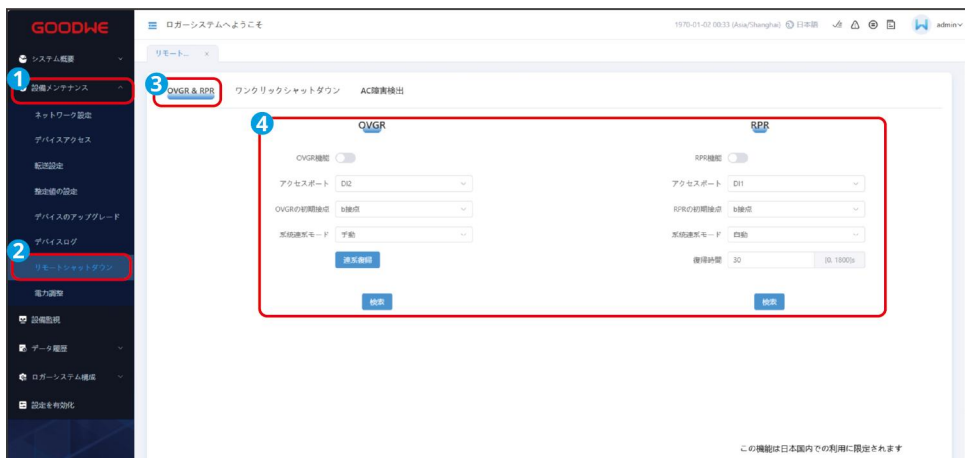 GOODWE
ロガーシステムへようこそ
1970-01-02 00:33 (Asia/Shanghai) 日本語
admin
リモート... ×
システム概要
1
設備メンテナンス
ネットワーク設定
デバイスアクセス
転送設定
整定値の設定
デバイスのアップグレード
デバイスログ
2
リモートシャットダウン
電力調整
設備監視
データ履歴
ロガーシステム構成
設定を有効化
3
OVGR & RPR ワンクリックシャットダウン AC障害検出
4
OVGR
OVGR機能
アクセスポート DI2
OVGRの初期接点 b接点
系统連系モード 手動
連系復帰
検索
RPR
RPR機能
アクセスポート DI1
RPRの初期接点 b接点
系统連系モード 自動
復帰時間 30 (0, 1800)s
検索
この機能は日本国内での利用に限定されます